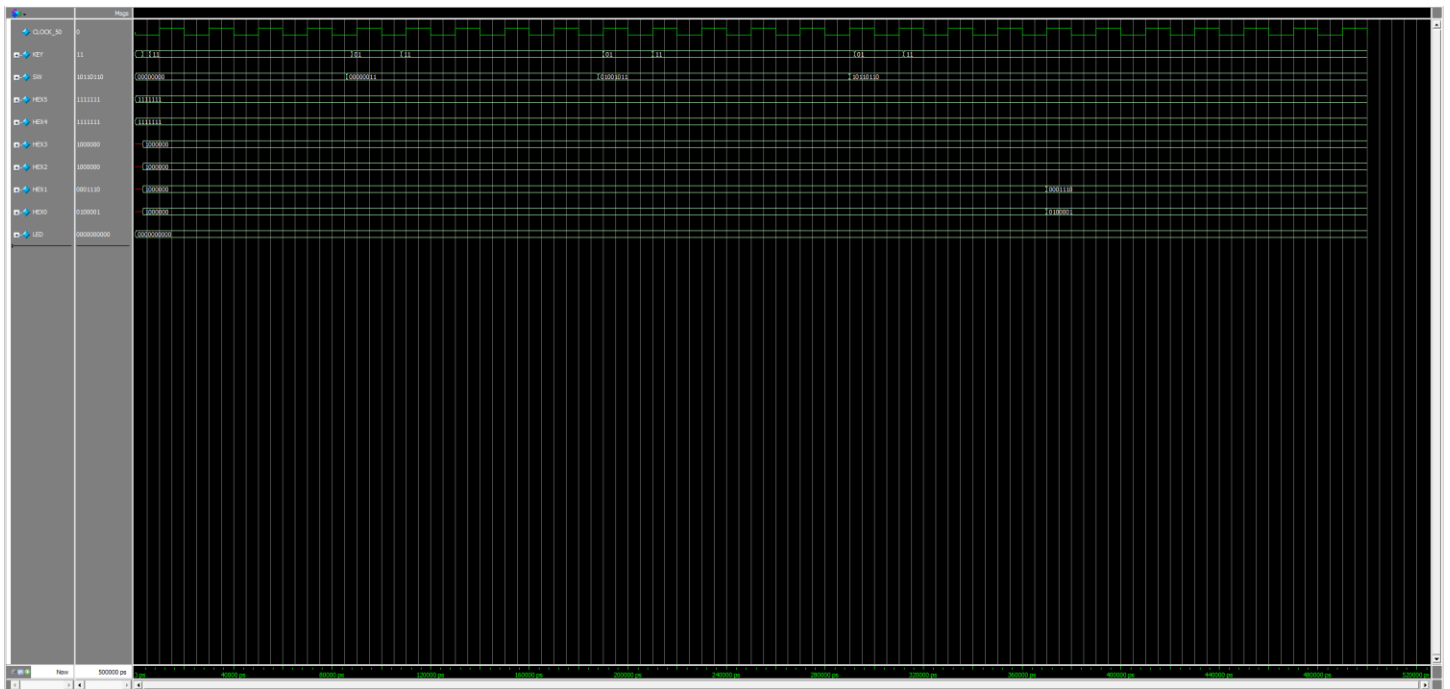 Msgs
CLOCK_50 0
KEY 11 11 01 11 01 11 01 11
SW 10110110 00000000 00000011 01001011 10110110
HEX5 1111111 1111111
HEX4 1111111 1111111
HEX3 1000000 1000000
HEX2 1000000 1000000
HEX1 0001110 1000000 0001110
HEX0 0100001 1000000 0100001
LED 0000000000 0000000000
Now 500000 ps 40000 ps 80000 ps 120000 ps 160000 ps 200000 ps 240000 ps 280000 ps 320000 ps 360000 ps 400000 ps 440000 ps 480000 ps 520000 ps